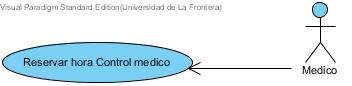 Visual Paradigm Standard Edition(Universidad de La Frontera)
Reservar hora Control medico
Medico